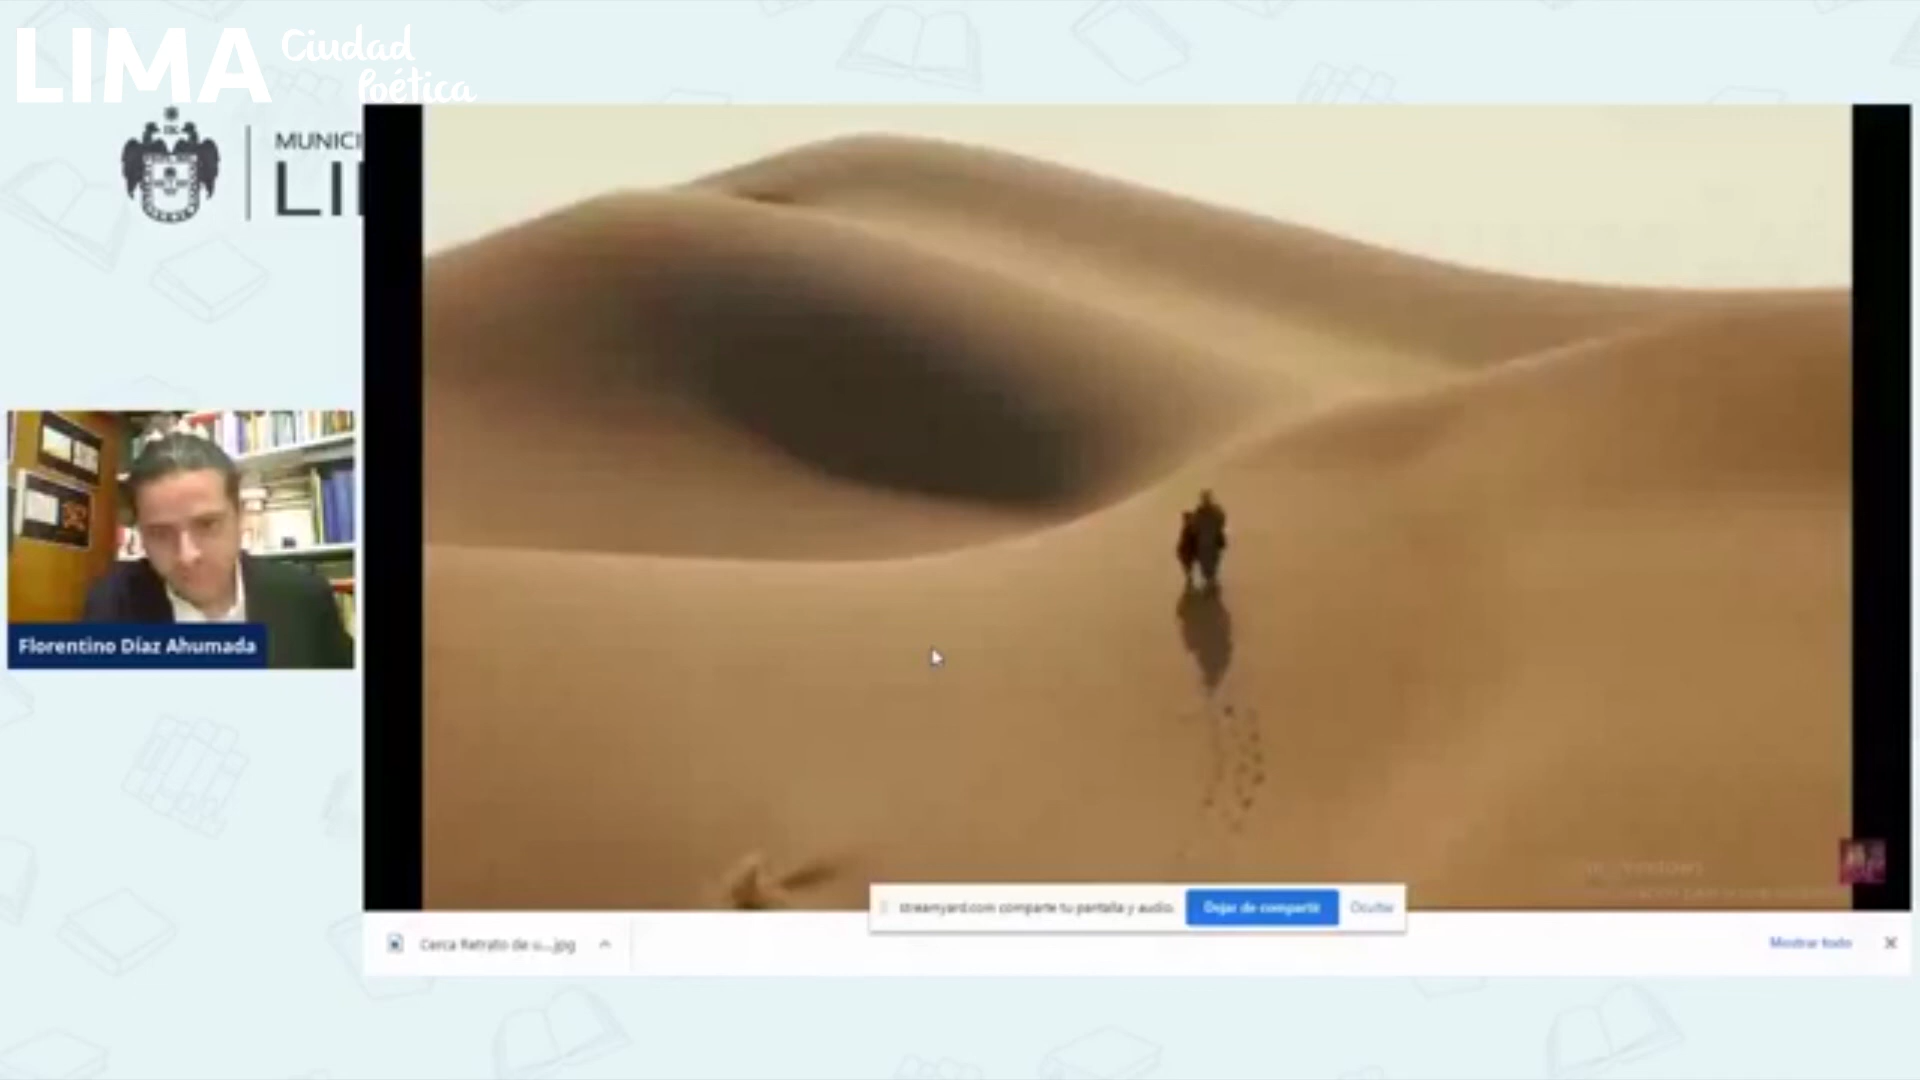 LIMA Ciudad
Poética
MUNICI
LI
Florentino Díaz Ahumada
streamyard.com comparte tu pantalla y audio.
Dejar de compartir
Ocultar
Cerca Retrato de u...jpg
Mostrar todo